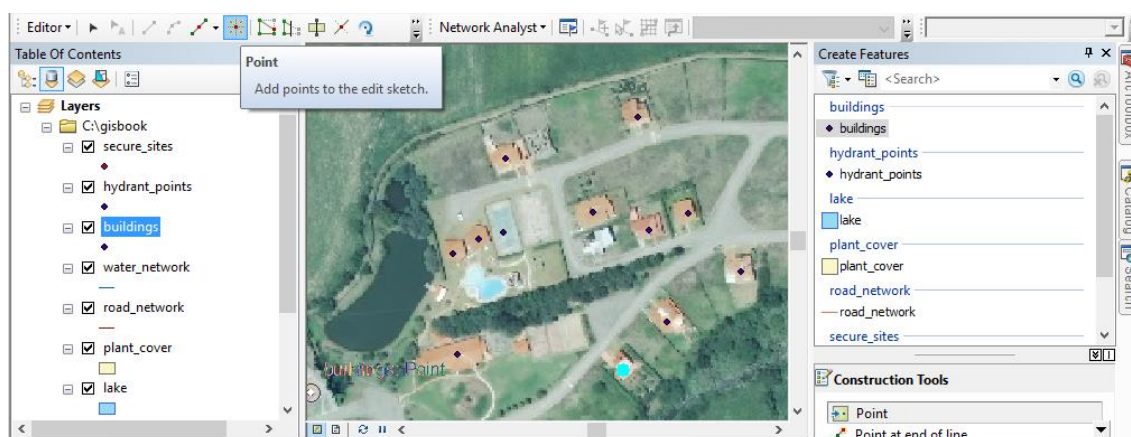 Editor
Network Analyst
Table Of Contents
Point
Add points to the edit sketch.
Layers
C:\gisbook
secure_sites
hydrant_points
buildings
water_network
road_network
plant_cover
lake
Create Features
<Search>
buildings
buildings
hydrant_points
hydrant_points
lake
lake
plant_cover
plant_cover
road_network
road_network
secure_sites
Construction Tools
Point
Point at end of line
ArcToolbox
Catalog
Search